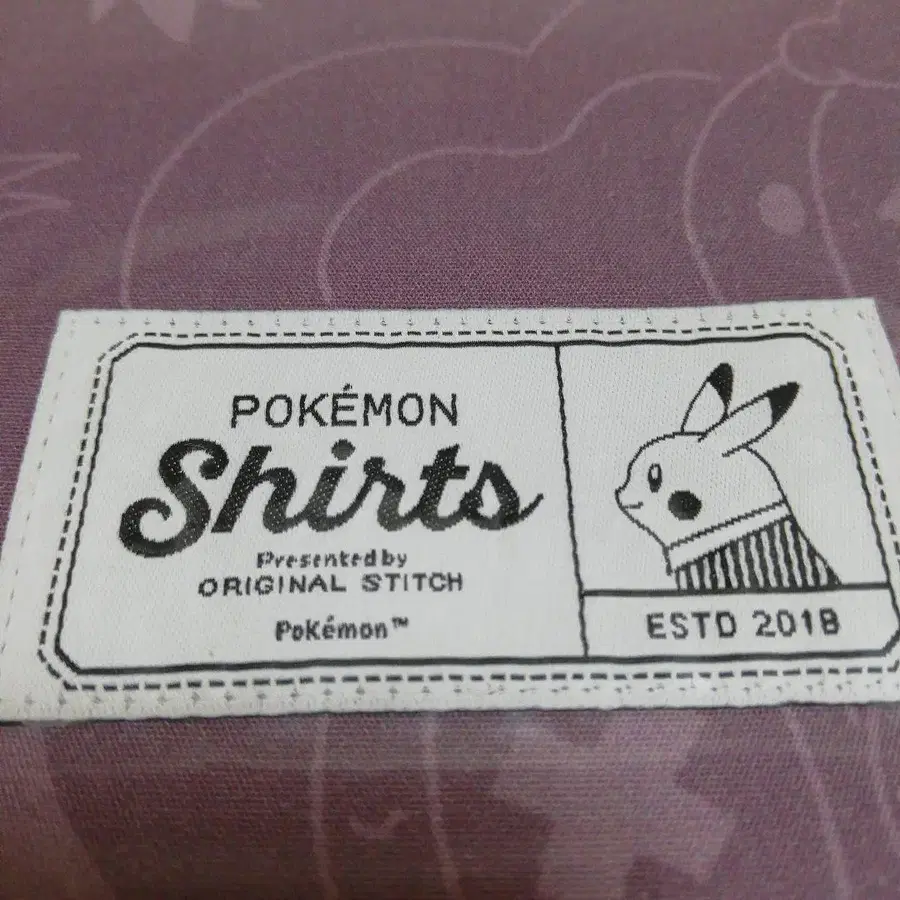 POKÉMON
Shirts
Presented by
ORIGINAL STITCH
Pokémon™
ESTD 2018